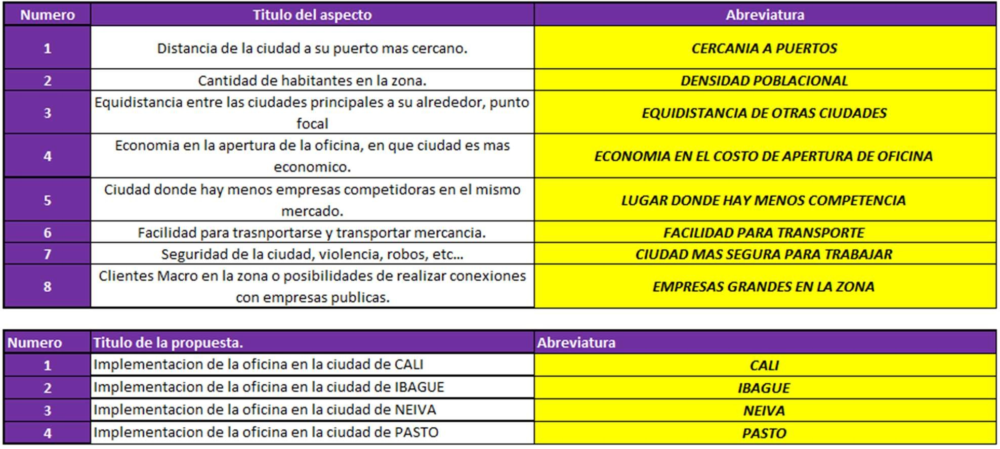 Numero Titulo del aspecto Abreviatura
1 Distancia de la ciudad a su puerto mas cercano. CERCANIA A PUERTOS
2 Cantidad de habitantes en la zona. DENSIDAD POBLACIONAL
3 Equidistancia entre las ciudades principales a su alrededor, punto
focal EQUIDISTANCIA DE OTRAS CIUDADES
4 Economia en la apertura de la oficina, en que ciudad es mas
economico. ECONOMIA EN EL COSTO DE APERTURA DE OFICINA
5 Ciudad donde hay menos empresas competidoras en el mismo
mercado. LUGAR DONDE HAY MENOS COMPETENCIA
6 Facilidad para trasnportarse y transportar mercancia. FACILIDAD PARA TRANSPORTE
7 Seguridad de la ciudad, violencia, robos, etc... CIUDAD MAS SEGURA PARA TRABAJAR
8 Clientes Macro en la zona o posibilidades de realizar conexiones
con empresas publicas. EMPRESAS GRANDES EN LA ZONA
Numero Titulo de la propuesta. Abreviatura
1 Implementacion de la oficina en la ciudad de CALI CALI
2 Implementacion de la oficina en la ciudad de IBAGUE IBAGUE
3 Implementacion de la oficina en la ciudad de NEIVA NEIVA
4 Implementacion de la oficina en la ciudad de PASTO PASTO